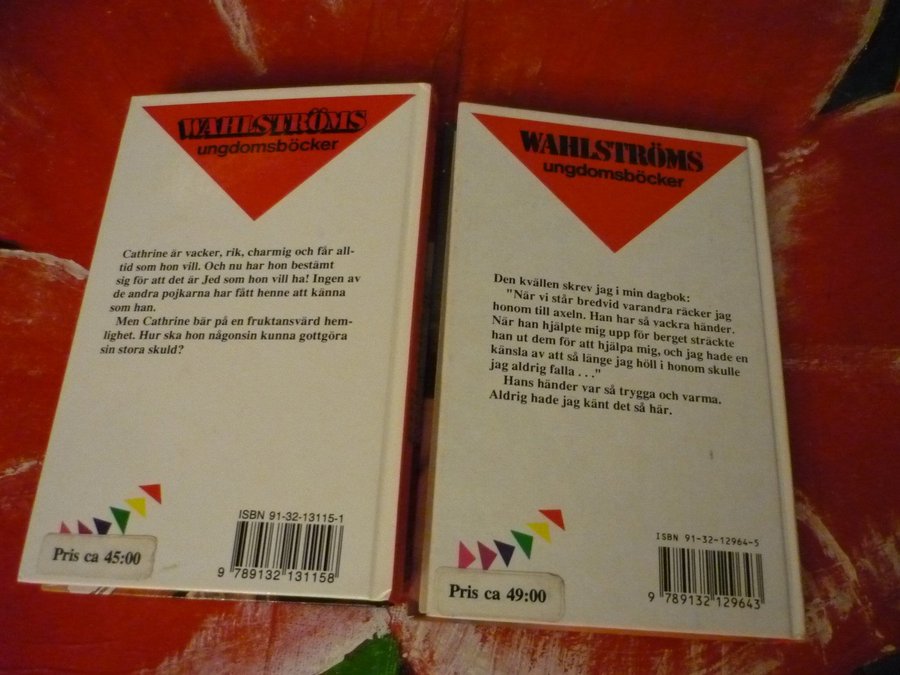 WAHLSTRÖMS
ungdomsböcker
Cathrine är vacker, rik, charmig och får all-
tid som hon vill. Och nu har hon bestämt
sig för att det är Jed som hon vill ha! Ingen av
de andra pojkarna har fått henne att känna
som han.
Men Cathrine bär på en fruktansvärd hem-
lighet. Hur ska hon någonsin kunna gottgöra
sin stora skuld?
Pris ca 45:00
ISBN 91-32-13115-1
9 789132 131158
WAHLSTRÖMS
ungdomsböcker
Den kvällen skrev jag i min dagbok:
"När vi står bredvid varandra räcker jag
honom till axeln. Han har så vackra händer.
När han hjälpte mig upp för berget sträckte
han ut dem för att hjälpa mig, och jag hade en
känsla av att så länge jag höll i honom skulle
jag aldrig falla . . ."
Hans händer var så trygga och varma.
Aldrig hade jag känt det så här.
Pris ca 49:00
ISBN 91-32-12964-5
9 789132 129643